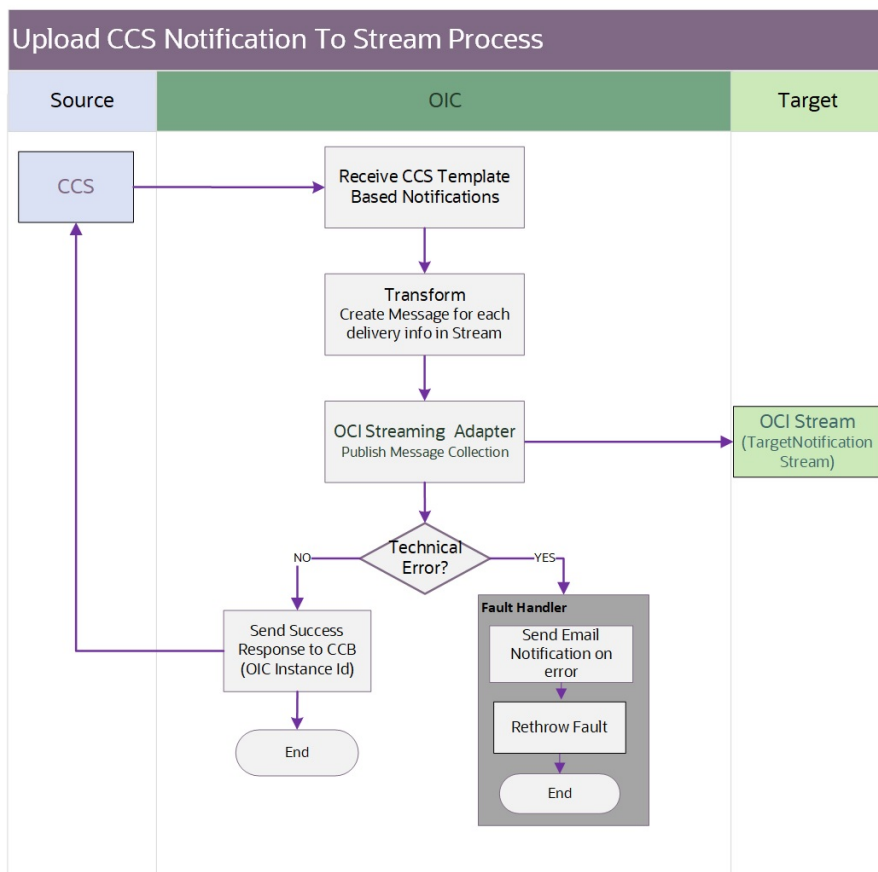 Upload CCS Notification To Stream Process
Source
OIC
Target
CCS
Receive CCS Template
Based Notifications
Transform
Create Message for each
delivery info in Stream
OCI Streaming Adapter
Publish Message Collection
OCI Stream
(TargetNotification
Stream)
Technical
Error?
NO
YES
Send Success
Response to CCB
(OIC Instance Id)
End
Fault Handler
Send Email
Notification on
error
Rethrow Fault
End